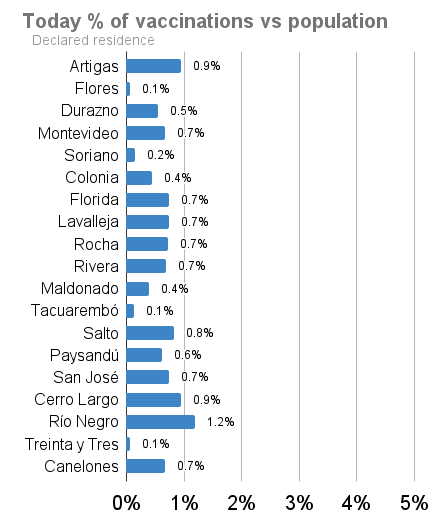 Today % of vaccinations vs population
Declared residence
Artigas 0.9%
Flores 0.1%
Durazno 0.5%
Montevideo 0.7%
Soriano 0.2%
Colonia 0.4%
Florida 0.7%
Lavalleja 0.7%
Rocha 0.7%
Rivera 0.7%
Maldonado 0.4%
Tacuarembó 0.1%
Salto 0.8%
Paysandú 0.6%
San José 0.7%
Cerro Largo 0.9%
Río Negro 1.2%
Treinta y Tres 0.1%
Canelones 0.7%
0% 1% 2% 3% 4% 5%